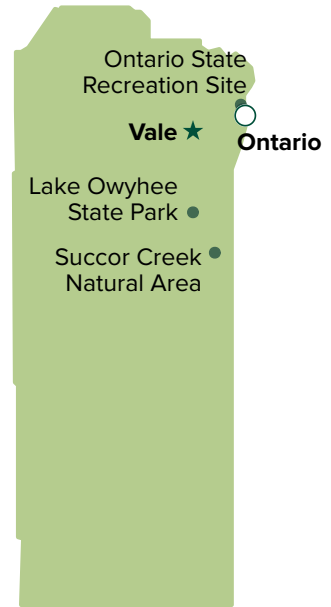 Ontario State
Recreation Site
Vale
Ontario
Lake Owyhee
State Park
Succor Creek
Natural Area